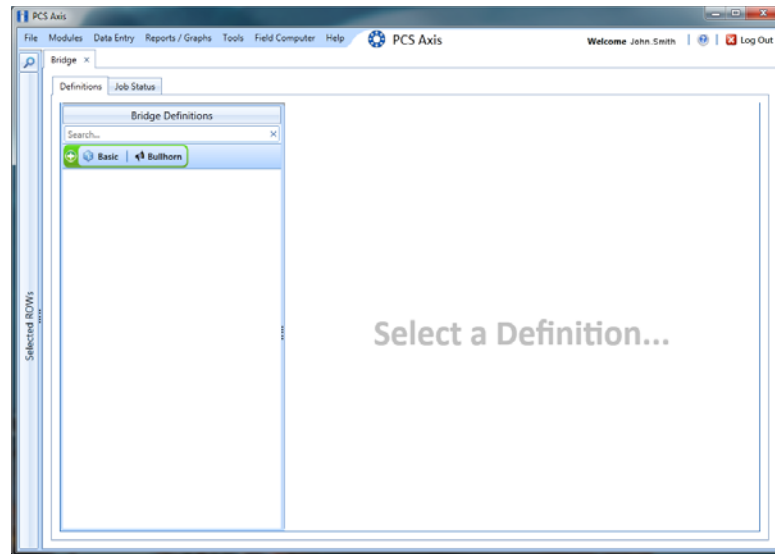 PCS Axis
File Modules Data Entry Reports / Graphs Tools Field Computer Help PCS Axis Welcome John.Smith | | Log Out
Bridge ×
Definitions Job Status
Bridge Definitions
Search...
Basic | Bullhorn
Selected ROWs
Select a Definition...